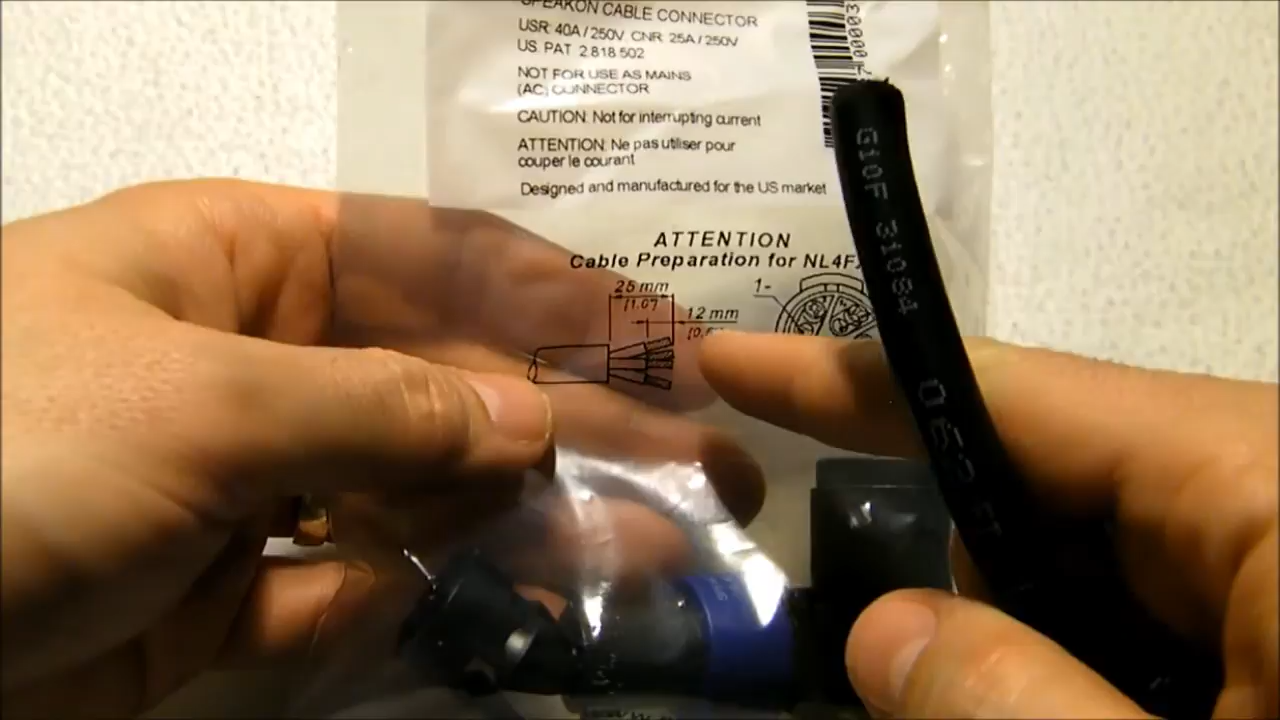 SPEAKON CABLE CONNECTOR
USR: 40A / 250V CNR: 25A / 250V
US. PAT 2.818.502
NOT FOR USE AS MAINS
(AC) CONNECTOR
CAUTION: Not for interrupting current
ATTENTION: Ne pas utiliser pour
couper le courant
Designed and manufactured for the US market
ATTENTION
Cable Preparation for NL4F
25 mm
[1.0"]
12 mm
1-
G10F 31084